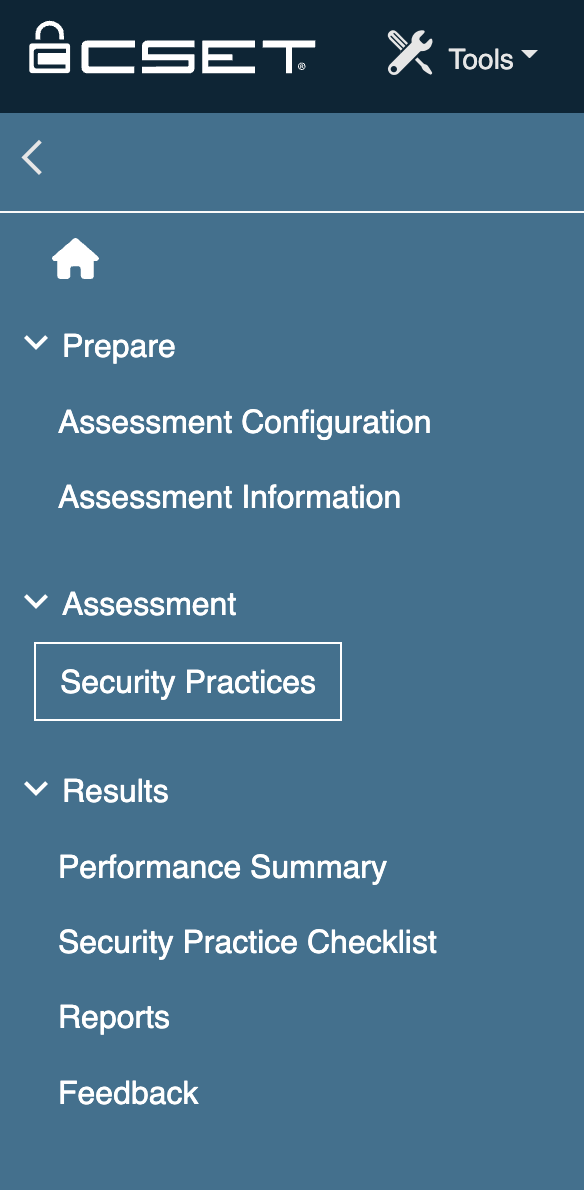 CSET®
Tools
Prepare
Assessment Configuration
Assessment Information
Assessment
Security Practices
Results
Performance Summary
Security Practice Checklist
Reports
Feedback